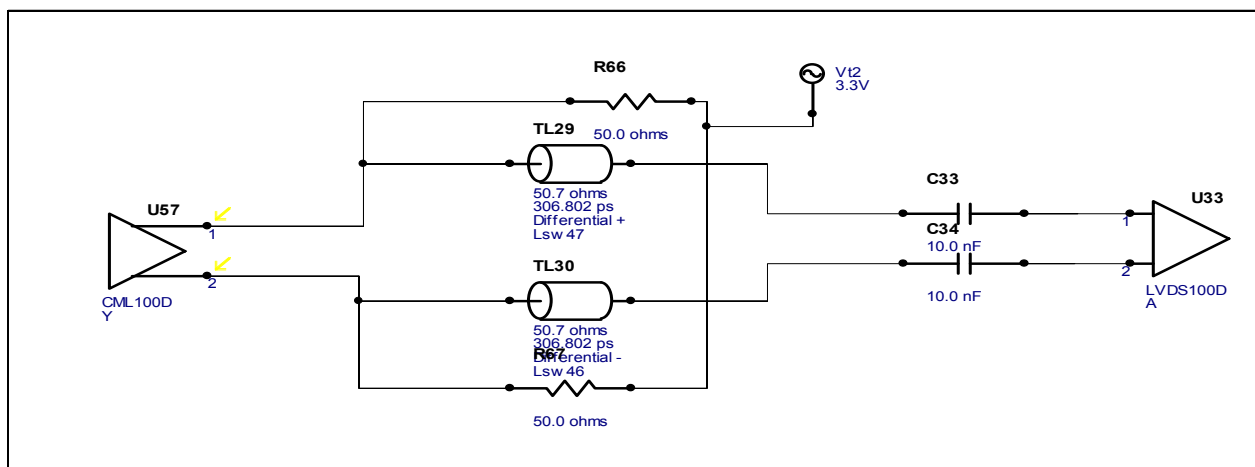 R66
50.0 ohms
Vt2
3.3V
TL29
50.7 ohms
306.802 ps
Differential +
Lsw 47
U57
1
2
CML100D
Y
TL30
50.7 ohms
306.802 ps
Differential -
Lsw 46
R67
50.0 ohms
C33
10.0 nF
C34
10.0 nF
U33
1
2
LVDS100D
A